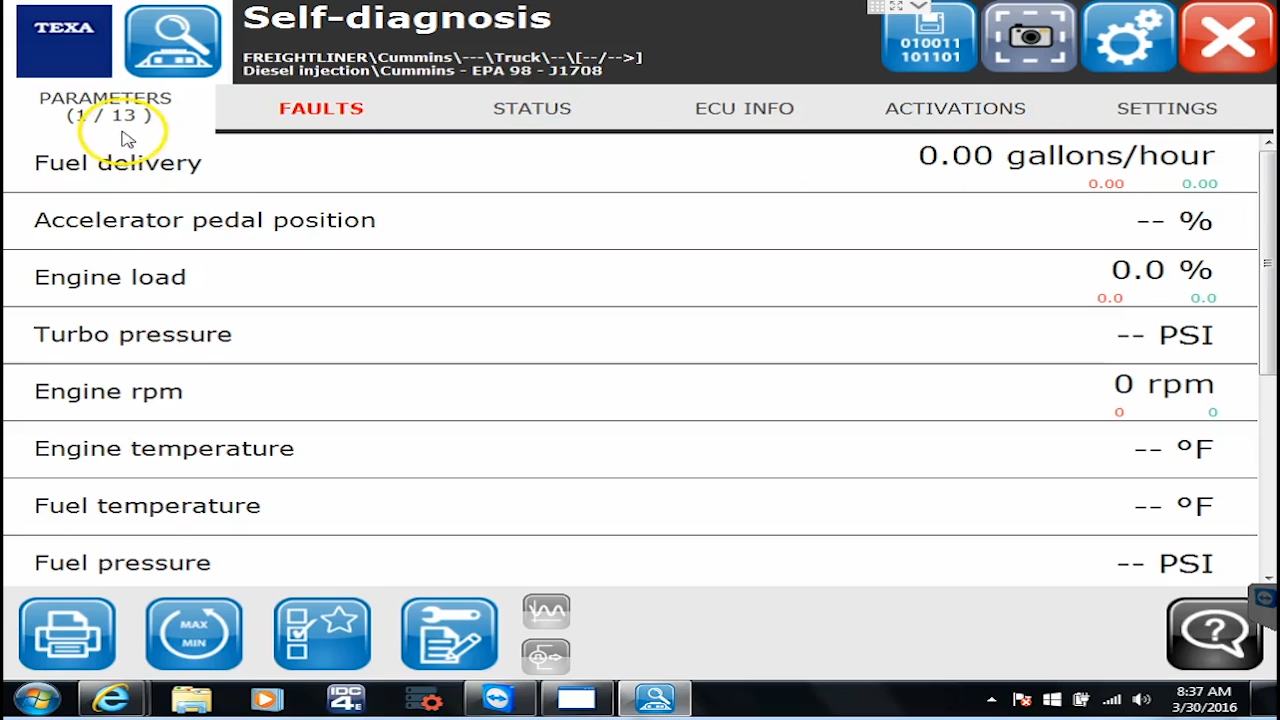 TEXA
Self-diagnosis
FREIGHTLINER\Cummins\---\Truck\--\[--/-->]
Diesel injection\Cummins - EPA 98 - J1708
010011
101101
PARAMETERS
(1 / 13 )
FAULTS
STATUS
ECU INFO
ACTIVATIONS
SETTINGS
Fuel delivery
0.00 gallons/hour
0.00 0.00
Accelerator pedal position
-- %
Engine load
0.0 %
0.0 0.0
Turbo pressure
-- PSI
Engine rpm
0 rpm
0 0
Engine temperature
-- °F
Fuel temperature
-- °F
Fuel pressure
-- PSI
MAX
MIN
?
IDC
4E
8:37 AM
3/30/2016